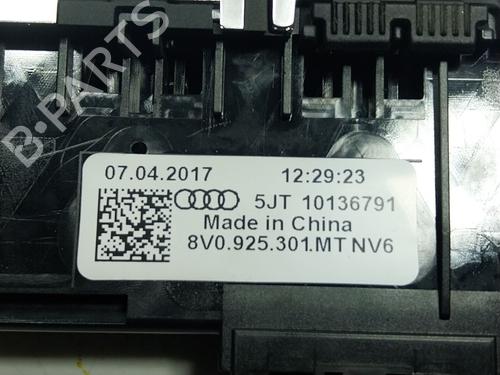 B-PARTS
07.04.2017 12:29:23
5JT 10136791
Made in China
8V0.925.301.MT NV6